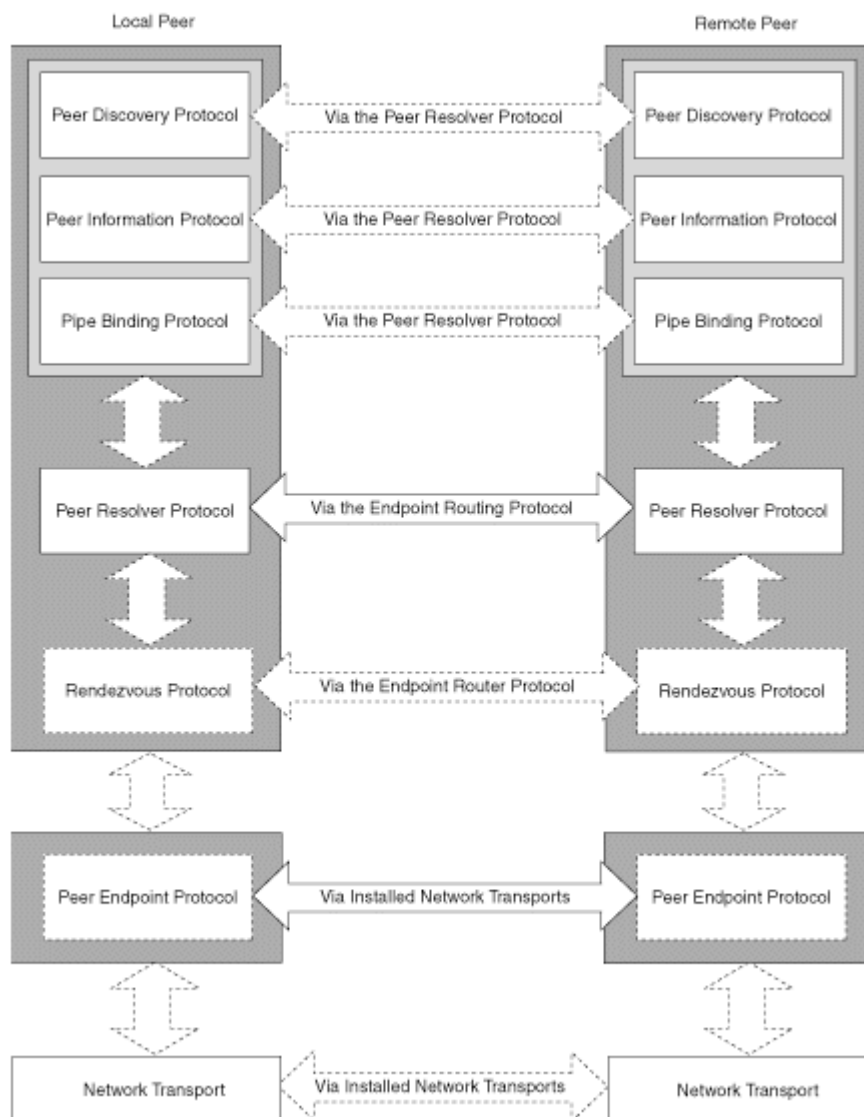 Local Peer
Remote Peer
Peer Discovery Protocol
Via the Peer Resolver Protocol
Peer Discovery Protocol
Peer Information Protocol
Via the Peer Resolver Protocol
Peer Information Protocol
Pipe Binding Protocol
Via the Peer Resolver Protocol
Pipe Binding Protocol
Peer Resolver Protocol
Via the Endpoint Routing Protocol
Peer Resolver Protocol
Rendezvous Protocol
Via the Endpoint Router Protocol
Rendezvous Protocol
Peer Endpoint Protocol
Via Installed Network Transports
Peer Endpoint Protocol
Network Transport
Via Installed Network Transports
Network Transport